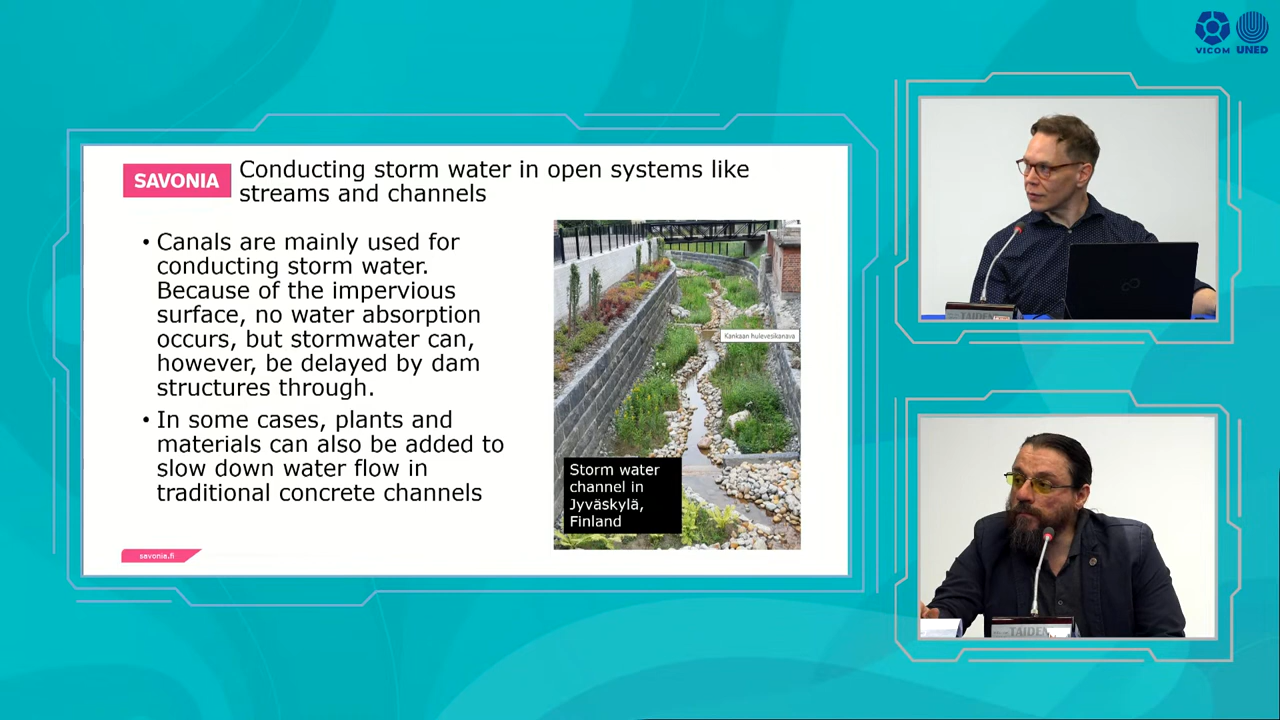 VICOM
UNED
SAVONIA
Conducting storm water in open systems like
streams and channels
• Canals are mainly used for
conducting storm water.
Because of the impervious
surface, no water absorption
occurs, but stormwater can,
however, be delayed by dam
structures through.
• In some cases, plants and
materials can also be added to
slow down water flow in
traditional concrete channels
Kankaan hulevesikanava
Storm water
channel in
Jyväskylä,
Finland
savonia.fi
TAIDEN
TAIDEN